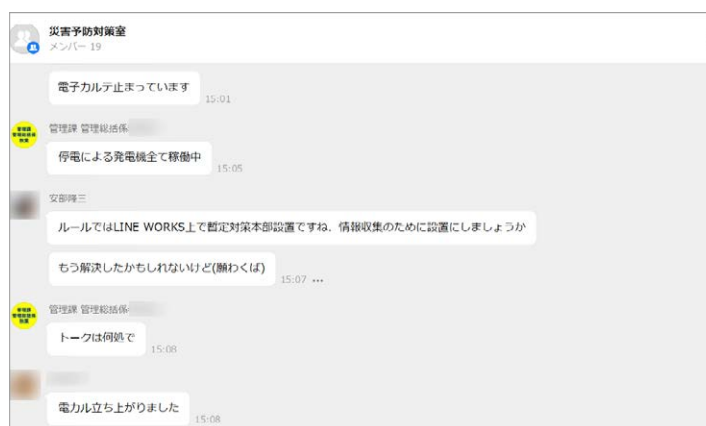 災害予防対策室
メンバー 19
電子カルテ止まっています
15:01
管理課 管理総括係
停電による発電機全て稼働中
15:05
安部隆三
ルールではLINE WORKS上で暫定対策本部設置ですね．情報収集のために設置にしましょうか
もう解決したかもしれないけど(願わくば)
15:07 •••
管理課 管理総括係
トークは何処で
15:08
電カル立ち上がりました
15:08